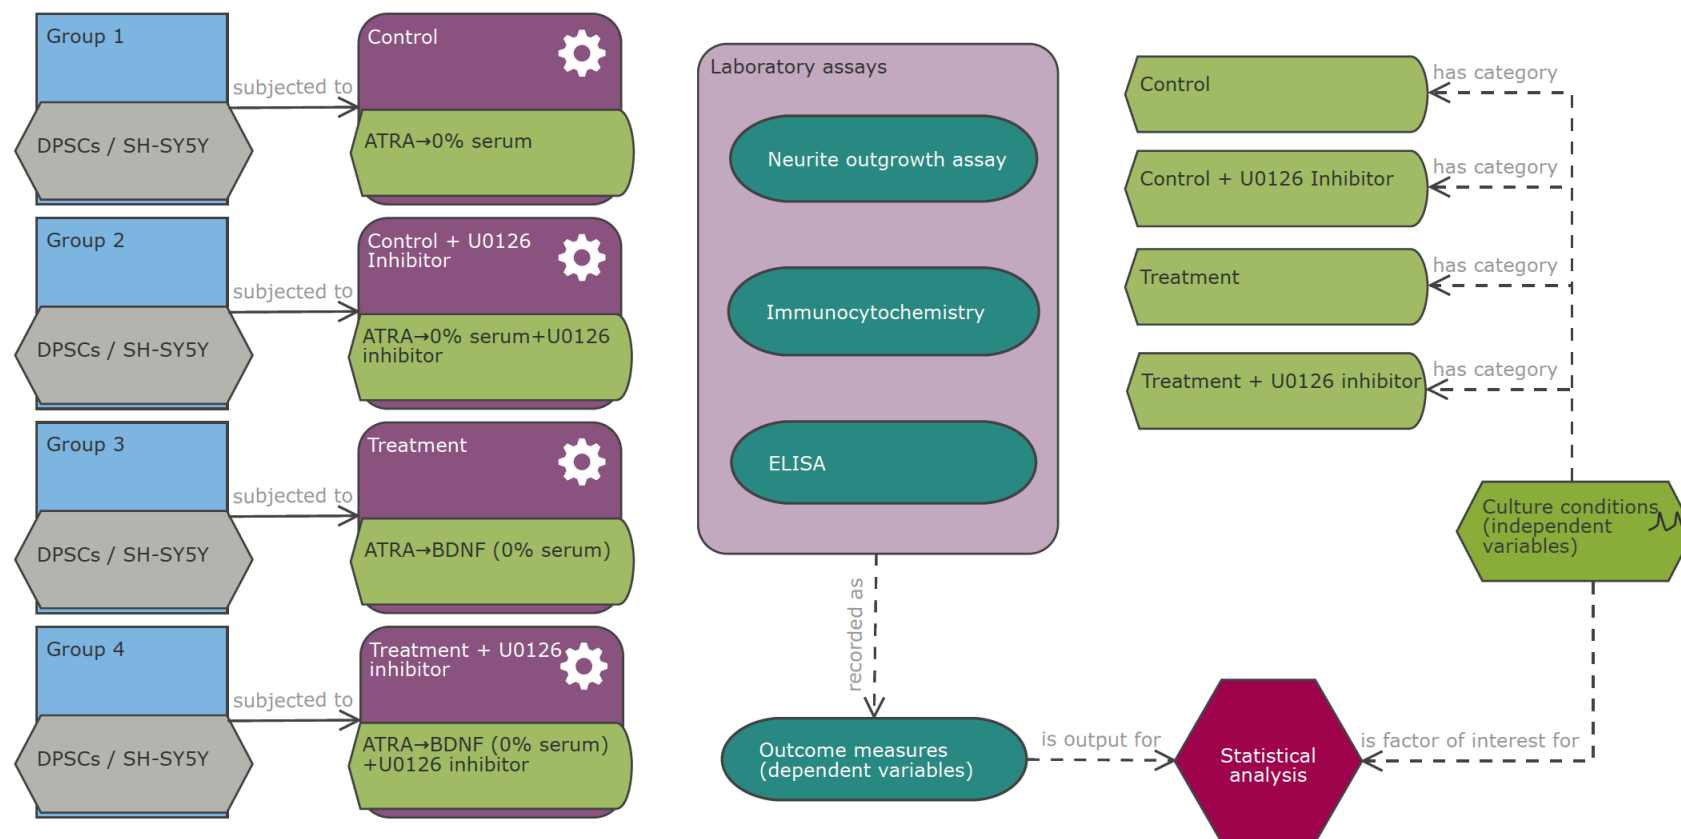 Group 1
DPSCs / SH-SY5Y
subjected to
Control
ATRA→0% serum
Group 2
DPSCs / SH-SY5Y
subjected to
Control + U0126
Inhibitor
ATRA→0% serum+U0126
inhibitor
Group 3
DPSCs / SH-SY5Y
subjected to
Treatment
ATRA→BDNF (0% serum)
Group 4
DPSCs / SH-SY5Y
subjected to
Treatment + U0126
inhibitor
ATRA→BDNF (0% serum)
+U0126 inhibitor
Laboratory assays
Neurite outgrowth assay
Immunocytochemistry
ELISA
recorded as
Outcome measures
(dependent variables)
is output for
Statistical
analysis
is factor of interest for
Control
has category
Control + U0126 Inhibitor
has category
Treatment
has category
Treatment + U0126 inhibitor
has category
Culture conditions
(independent
variables)